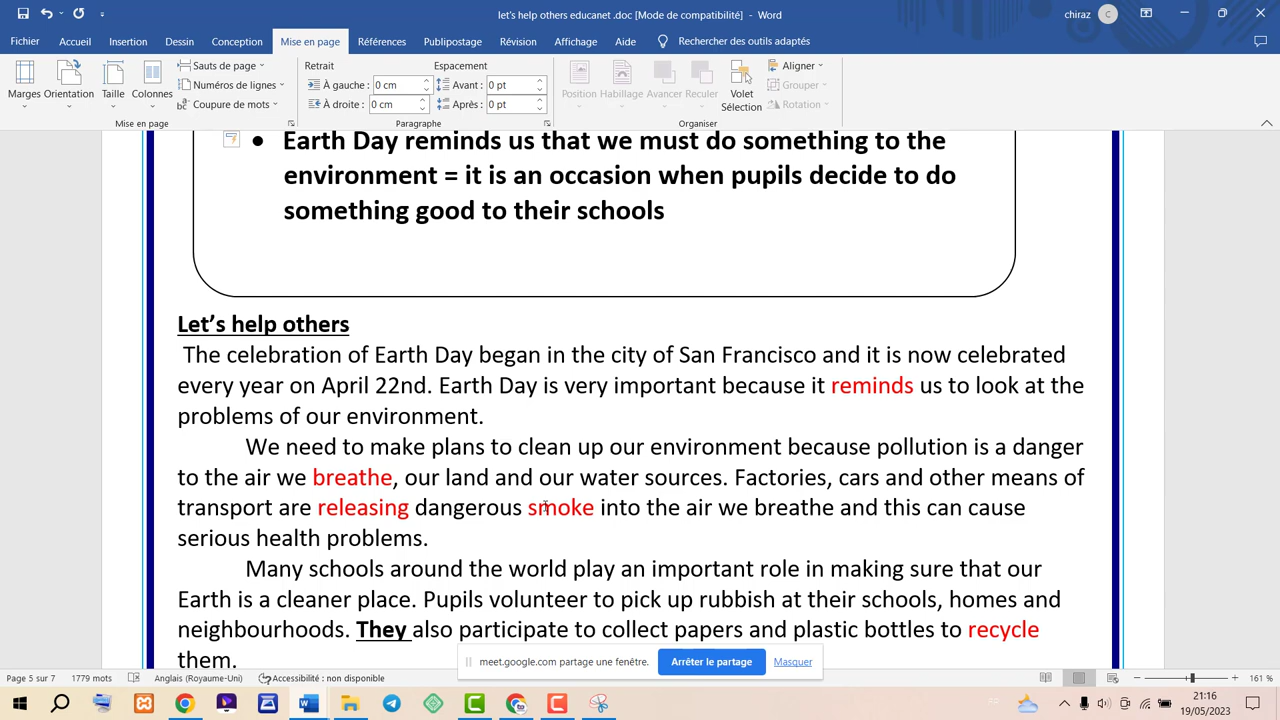 let's help others educanet .doc [Mode de compatibilité] - Word
chiraz C
Fichier Accueil Insertion Dessin Conception Mise en page Références Publipostage Révision Affichage Aide Rechercher des outils adaptés
Marges Orientation Taille Colonnes
Sauts de page
Numéros de lignes
Coupure de mots
Mise en page
Retrait
À gauche : 0 cm
À droite : 0 cm
Espacement
Avant : 0 pt
Après : 0 pt
Paragraphe
Position Habillage Avancer Reculer Volet Sélection
Aligner
Grouper
Rotation
Organiser
• Earth Day reminds us that we must do something to the
environment = it is an occasion when pupils decide to do
something good to their schools
Let's help others
The celebration of Earth Day began in the city of San Francisco and it is now celebrated
every year on April 22nd. Earth Day is very important because it reminds us to look at the
problems of our environment.
We need to make plans to clean up our environment because pollution is a danger
to the air we breathe, our land and our water sources. Factories, cars and other means of
transport are releasing dangerous smoke into the air we breathe and this can cause
serious health problems.
Many schools around the world play an important role in making sure that our
Earth is a cleaner place. Pupils volunteer to pick up rubbish at their schools, homes and
neighbourhoods. They also participate to collect papers and plastic bottles to recycle
them.
meet.google.com partage une fenêtre. Arrêter le partage Masquer
Page 5 sur 7 1779 mots Anglais (Royaume-Uni) Accessibilité : non disponible 161 %
21:16
19/05/2023